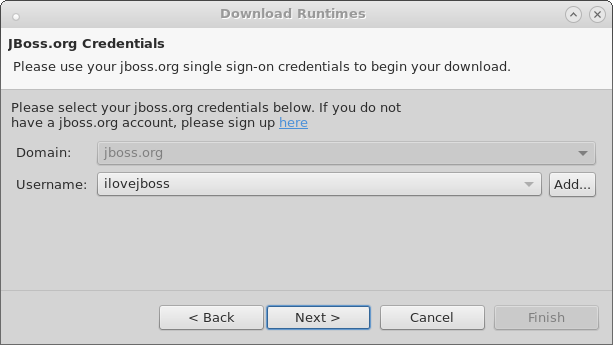 Download Runtimes
JBoss.org Credentials
Please use your jboss.org single sign-on credentials to begin your download.
Please select your jboss.org credentials below. If you do not
have a jboss.org account, please sign up here
Domain: jboss.org
Username: ilovejboss Add...
< Back Next > Cancel Finish